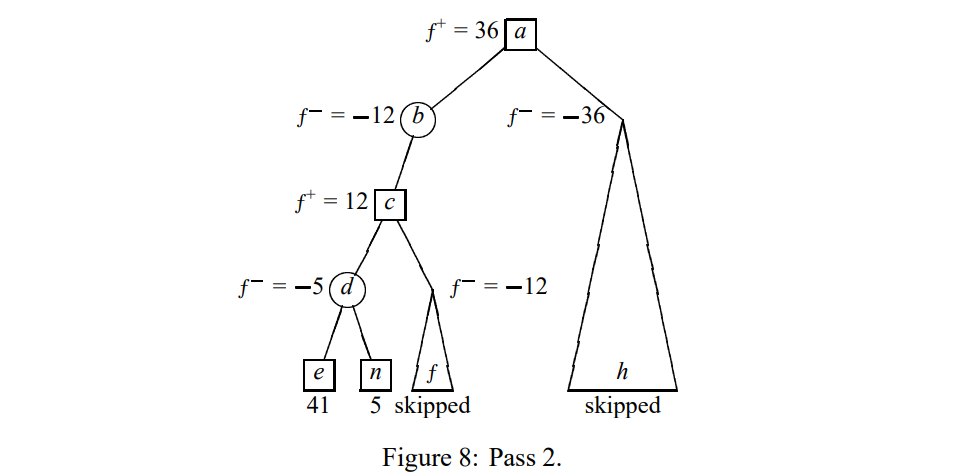 f⁺ = 36 a
f⁻ = −12 b f⁻ = −36
f⁺ = 12 c
f⁻ = −5 d f⁻ = −12
e n f h
41 5 skipped skipped
Figure 8: Pass 2.